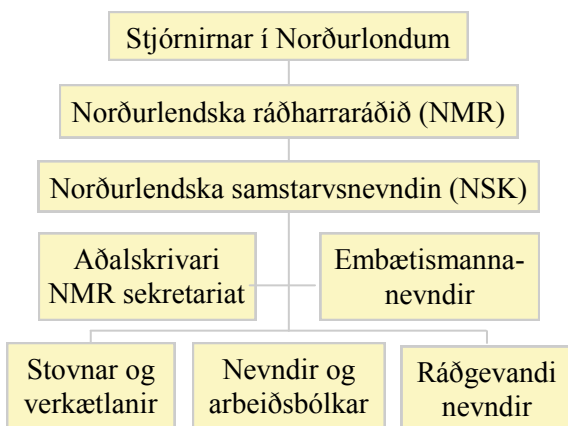 Stjórnirnar í Norðurlondum
Norðurlendska ráðharraráðið (NMR)
Norðurlendska samstarvsnevndin (NSK)
Aðalskrivari
NMR sekretariat
Embætismanna-
nevndir
Stovnar og
verkætlanir
Nevndir og
arbeiðsbólkar
Ráðgevandi
nevndir